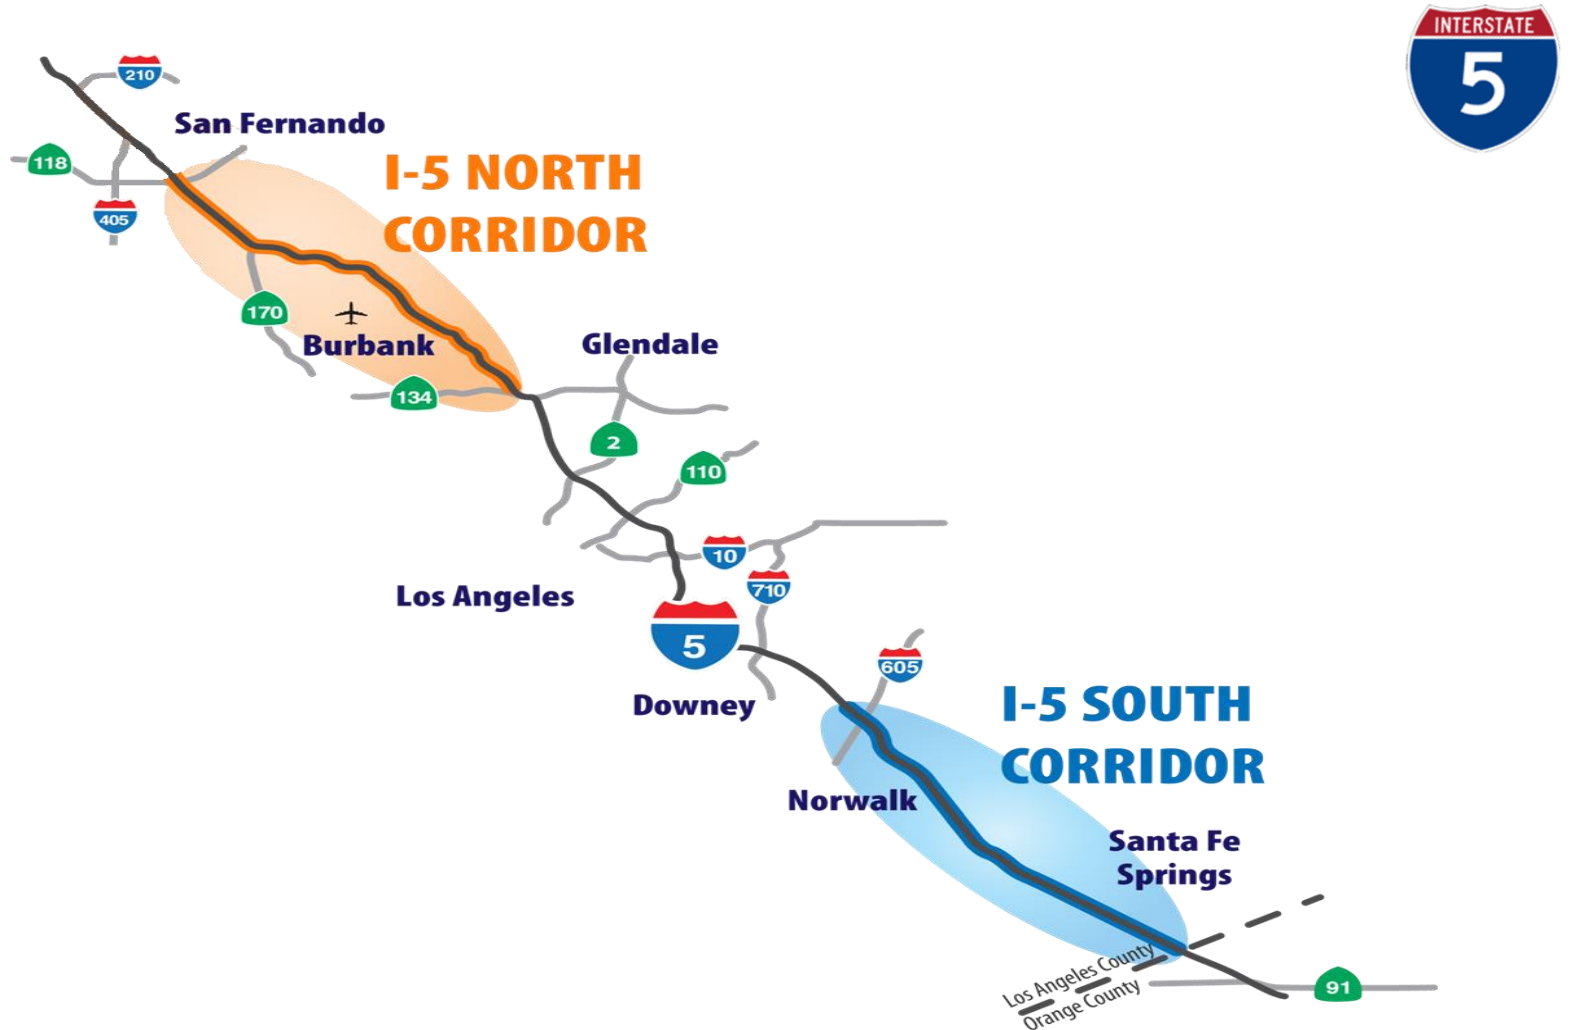 INTERSTATE
5
210
San Fernando
118
I-5 NORTH
CORRIDOR
405
170
Burbank
Glendale
134
2
110
10
710
Los Angeles
5
605
Downey
I-5 SOUTH
CORRIDOR
Norwalk
Santa Fe
Springs
Los Angeles County
Orange County
91